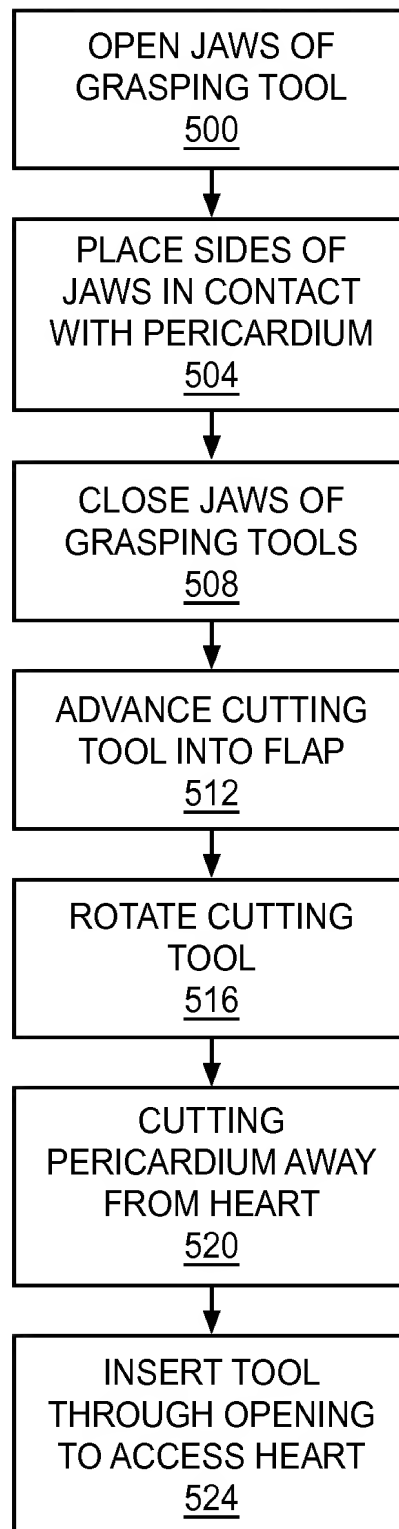 OPEN JAWS OF
GRASPING TOOL
500
PLACE SIDES OF
JAWS IN CONTACT
WITH PERICARDIUM
504
CLOSE JAWS OF
GRASPING TOOLS
508
ADVANCE CUTTING
TOOL INTO FLAP
512
ROTATE CUTTING
TOOL
516
CUTTING
PERICARDIUM AWAY
FROM HEART
520
INSERT TOOL
THROUGH OPENING
TO ACCESS HEART
524